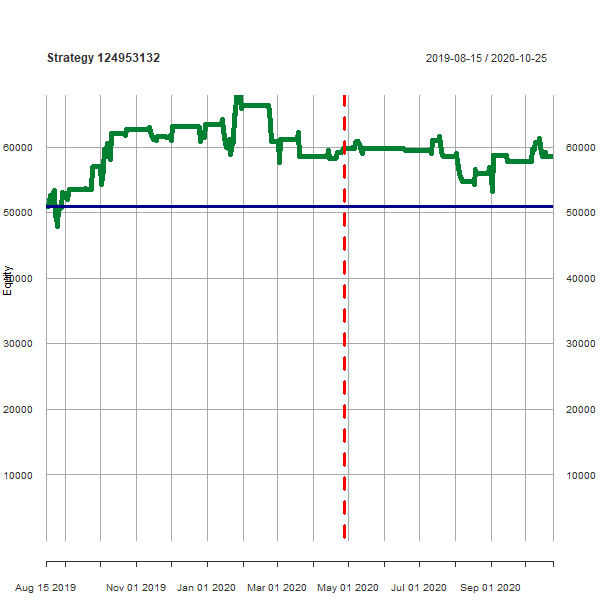 Strategy 124953132
2019-08-15 / 2020-10-25
60000
60000
50000
50000
Equity
40000
40000
30000
30000
20000
20000
10000
10000
Aug 15 2019
Nov 01 2019
Jan 01 2020
Mar 01 2020
May 01 2020
Jul 01 2020
Sep 01 2020